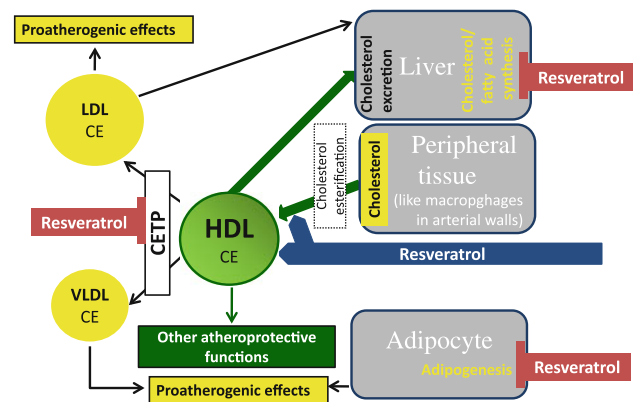 Proatherogenic effects
LDL
CE
Cholesterol
excretion
Liver
Cholesterol/
fatty acid
synthesis
Resveratrol
Cholesterol
esterification
Cholesterol
Peripheral
tissue
(like macropghages
in arterial walls)
Resveratrol
CETP
HDL
CE
Resveratrol
VLDL
CE
Other atheroprotective
functions
Adipocyte
Adipogenesis
Resveratrol
Proatherogenic effects